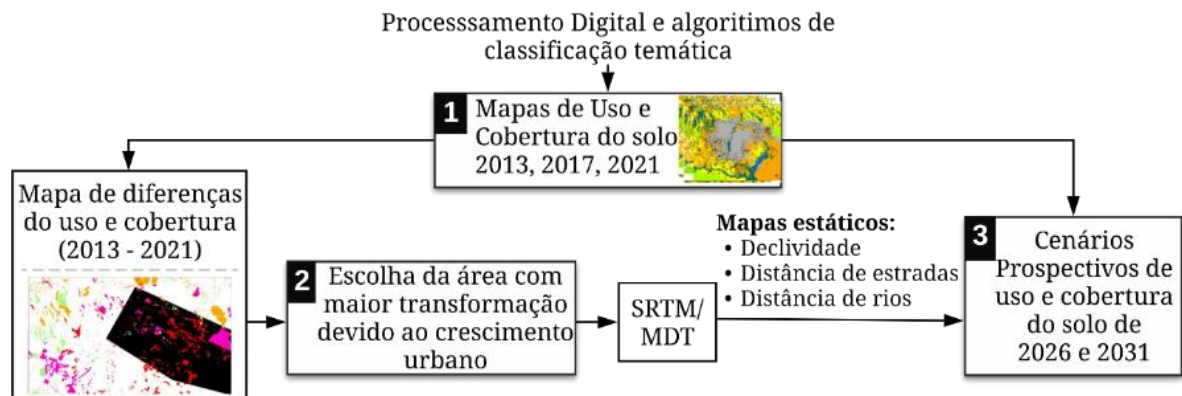 Processsamento Digital e algoritimos de
classificação temática
1
Mapas de Uso e
Cobertura do solo
2013, 2017, 2021
Mapa de diferenças
do uso e cobertura
(2013 - 2021)
2
Escolha da área com
maior transformação
devido ao crescimento
urbano
SRTM/
MDT
Mapas estáticos:
• Declividade
• Distância de estradas
• Distância de rios
3
Cenários
Prospectivos de
uso e cobertura
do solo de
2026 e 2031